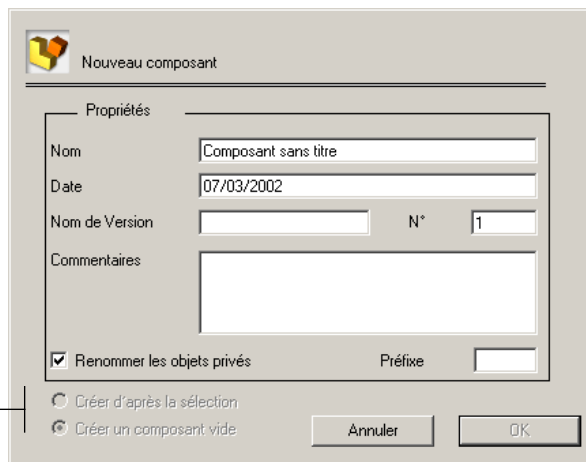 Nouveau composant
Propriétés
Nom
Composant sans titre
Date
07/03/2002
Nom de Version
N°
1
Commentaires
Renommer les objets privés
Préfixe
Créer d'après la sélection
Créer un composant vide
Annuler
OK